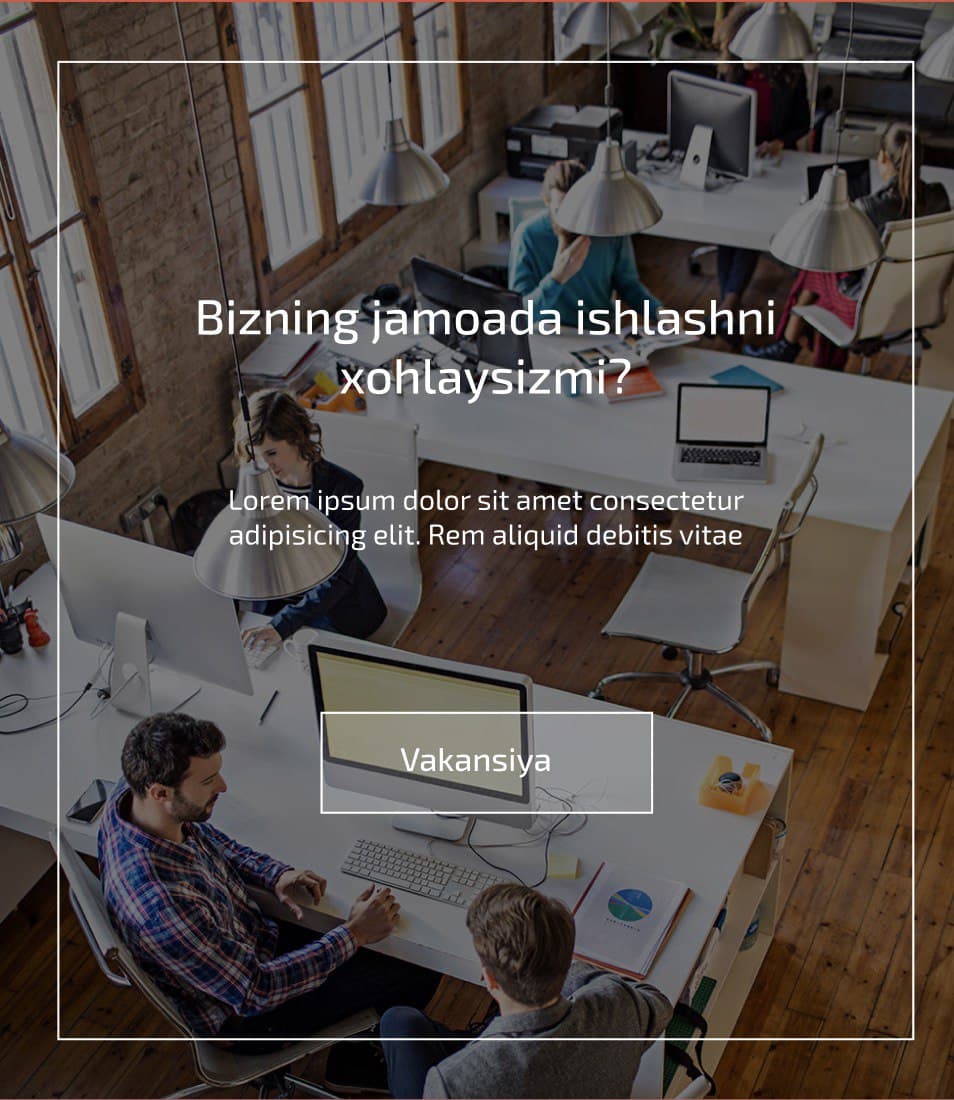 Bizning jamoada ishlashni
xohlaysizmi?
Lorem ipsum dolor sit amet consectetur
adipisicing elit. Rem aliquid debitis vitae
Vakansiya